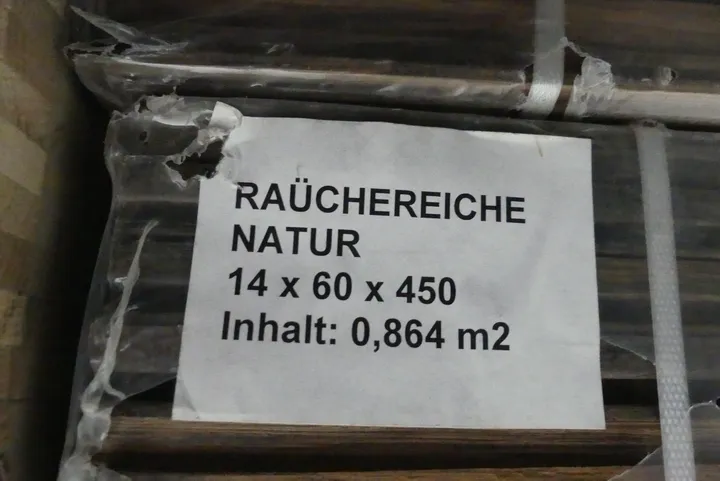 RAÜCHEREICHE
NATUR
14 x 60 x 450
Inhalt: 0,864 m2